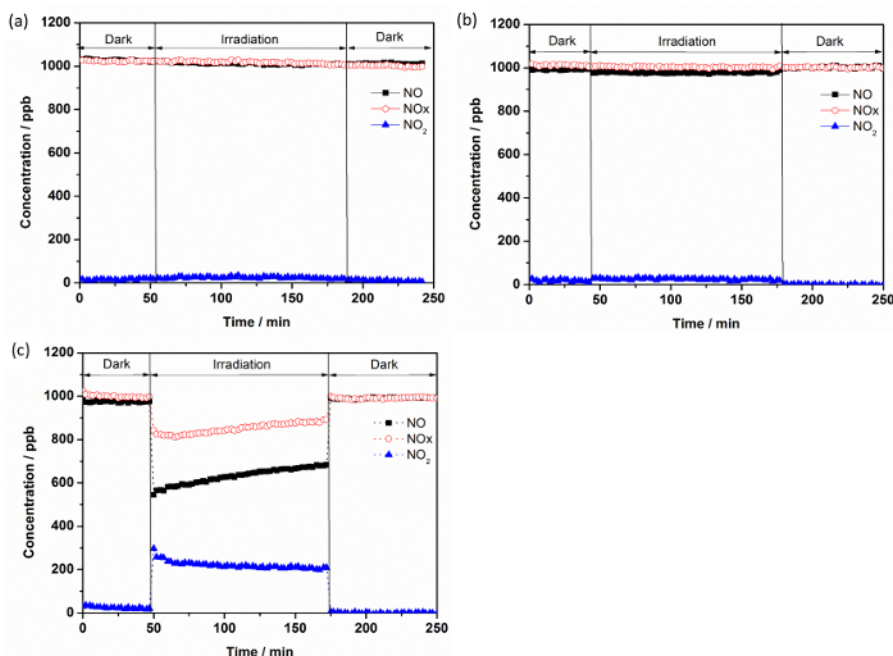 (a)
Dark Irradiation Dark
1200
1000
800
600
400
200
0
NO
NOx
NO2
Concentration / ppb
0 50 100 150 200 250
Time / min
(b)
Dark Irradiation Dark
1200
1000
800
600
400
200
0
NO
NOx
NO2
Concentration / ppb
0 50 100 150 200 250
Time / min
(c)
Dark Irradiation Dark
1200
1000
800
600
400
200
0
NO
NOx
NO2
Concentration / ppb
0 50 100 150 200 250
Time / min